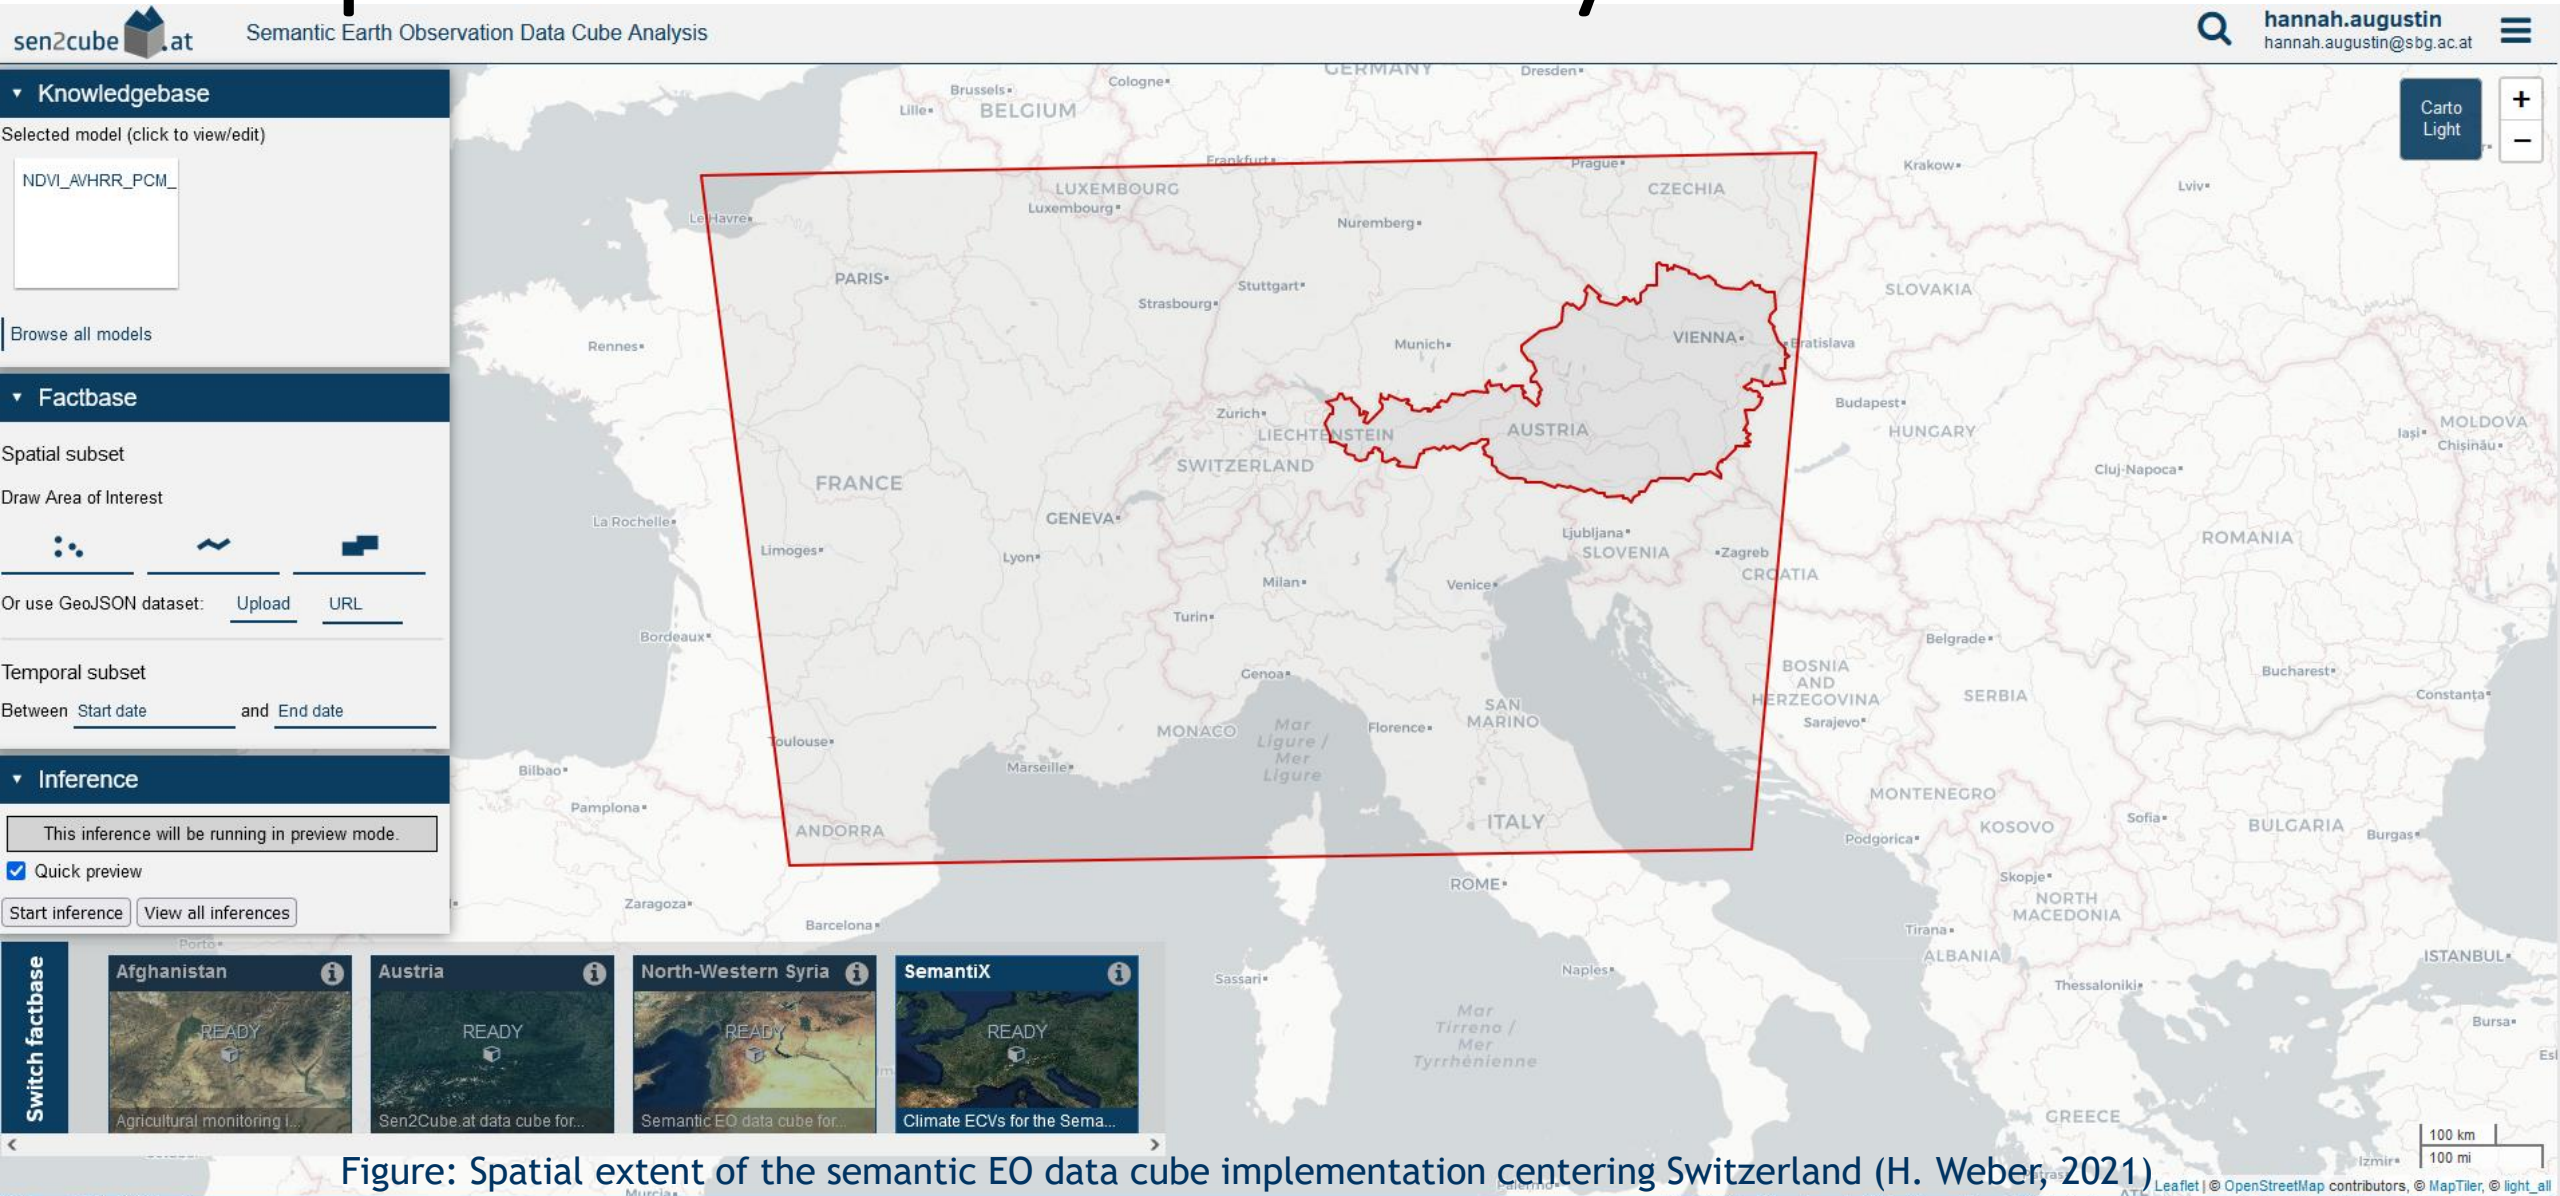 sen2cube.at
Semantic Earth Observation Data Cube Analysis
hannah.augustin
hannah.augustin@sbg.ac.at
Knowledgebase
Selected model (click to view/edit)
NDVI_AVHRR_PCM_
Browse all models
Factbase
Spatial subset
Draw Area of Interest
Or use GeoJSON dataset: Upload URL
Temporal subset
Between Start date and End date
Inference
This inference will be running in preview mode.
Quick preview
Start inference View all inferences
Switch factbase
Afghanistan
READY
Agricultural monitoring i...
Austria
READY
Sen2Cube.at data cube for...
North-Western Syria
READY
Semantic EO data cube for...
SemantiX
READY
Climate ECVs for the Sema...
Carto
Light
+
−
GERMANY
Dresden
Cologne
Brussels
Lille
BELGIUM
Frankfurt
Prague
Krakow
Lviv
LUXEMBOURG
Luxembourg
CZECHIA
Le Havre
Nuremberg
PARIS
Stuttgart
Strasbourg
SLOVAKIA
Rennes
Munich
VIENNA
Bratislava
Zurich
LIECHTENSTEIN
AUSTRIA
Budapest
HUNGARY
MOLDOVA
Iași
Chișinău
SWITZERLAND
Cluj-Napoca
FRANCE
GENEVA
La Rochelle
Limoges
Lyon
Ljubljana
SLOVENIA
Zagreb
CROATIA
ROMANIA
Milan
Venice
Turin
Bordeaux
Belgrade
Genoa
BOSNIA
AND
HERZEGOVINA
Sarajevo
SERBIA
Bucharest
Constanța
SAN
MARINO
MONACO
Mar
Ligure /
Mer
Ligure
Florence
Toulouse
Marseille
Bilbao
Pamplona
MONTENEGRO
ANDORRA
ITALY
KOSOVO
Sofia
BULGARIA
Burgas
Podgorica
ROME
Skopje
NORTH
MACEDONIA
Zaragoza
Barcelona
Tirana
ALBANIA
Porto
ISTANBUL
Sassari
Naples
Thessaloniki
Mar
Tirreno /
Mer
Tyrrhénienne
Bursa
GREECE
Izmir
Murcia
100 km
100 mi
Figure: Spatial extent of the semantic EO data cube implementation centering Switzerland (H. Weber, 2021)
Leaflet | © OpenStreetMap contributors, © MapTiler, © light_all